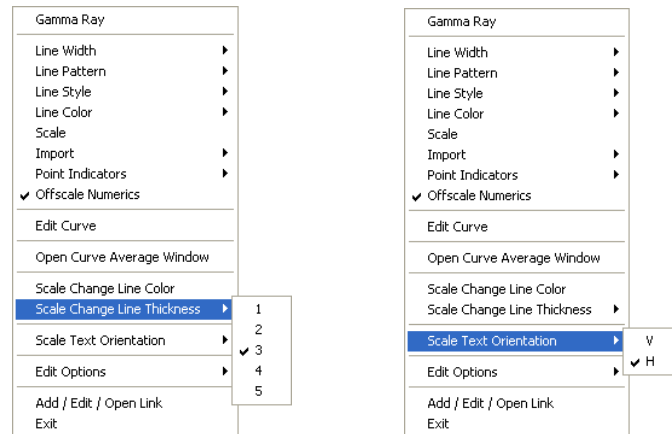 Gamma Ray
Line Width
Line Pattern
Line Style
Line Color
Scale
Import
Point Indicators
Offscale Numerics
Edit Curve
Open Curve Average Window
Scale Change Line Color
Scale Change Line Thickness
1
2
3
4
5
Scale Text Orientation
Edit Options
Add / Edit / Open Link
Exit
Gamma Ray
Line Width
Line Pattern
Line Style
Line Color
Scale
Import
Point Indicators
Offscale Numerics
Edit Curve
Open Curve Average Window
Scale Change Line Color
Scale Change Line Thickness
Scale Text Orientation
V
H
Edit Options
Add / Edit / Open Link
Exit